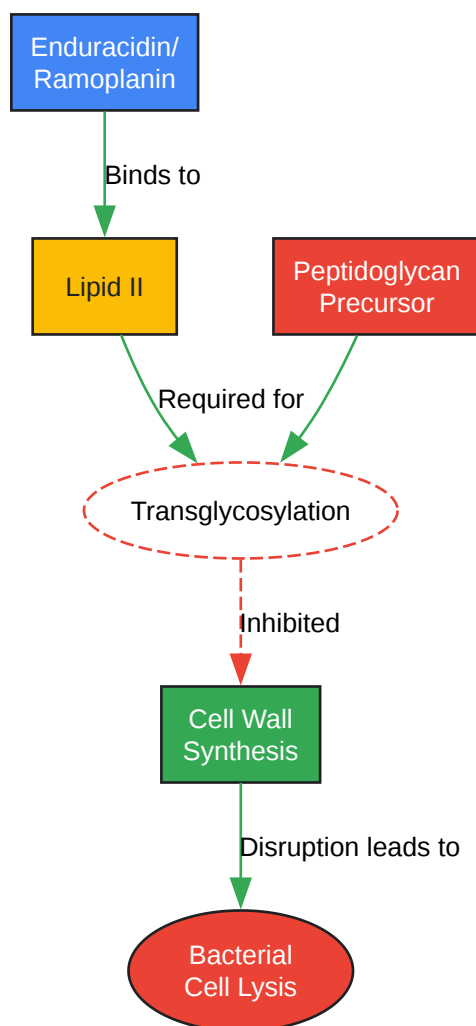 Enduracidin/
Ramoplanin
Binds to
Lipid II
Peptidoglycan
Precursor
Required for
Transglycosylation
Inhibited
Cell Wall
Synthesis
Disruption leads to
Bacterial
Cell Lysis